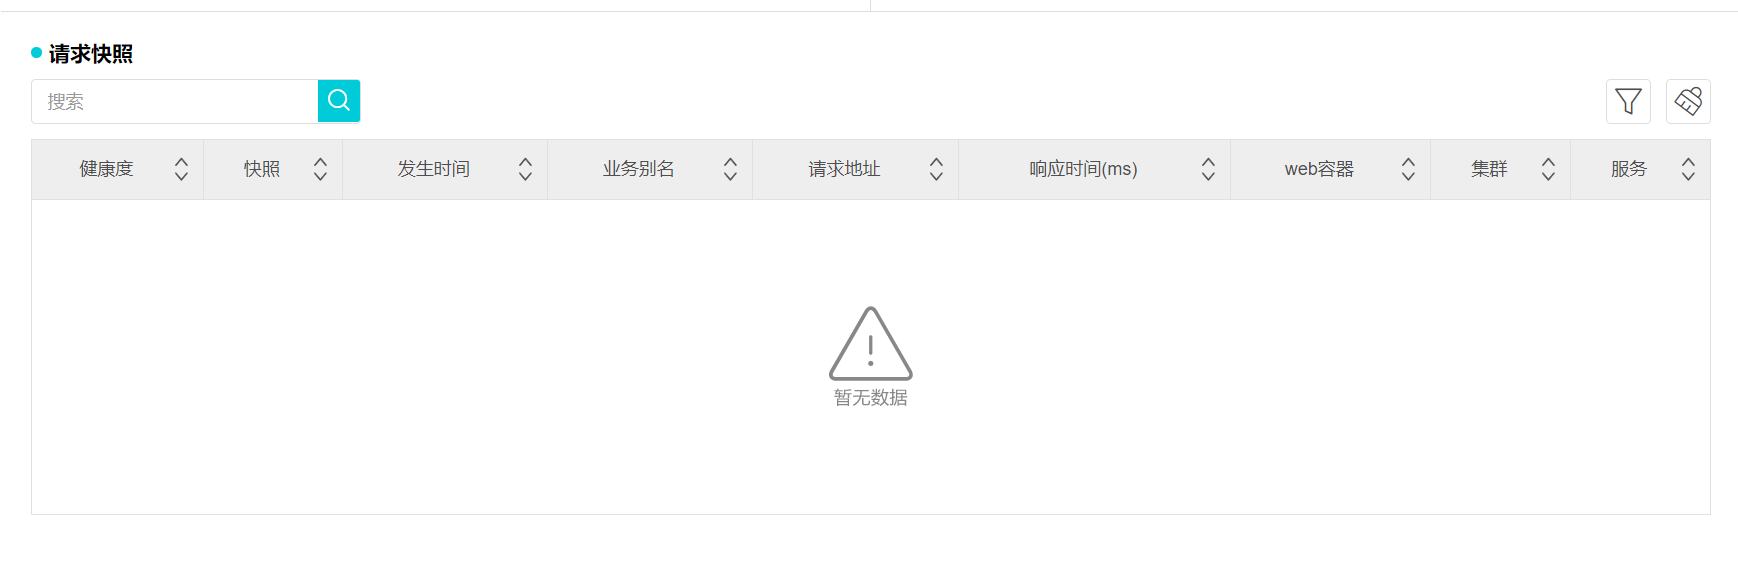 请求快照
搜索
健康度 快照 发生时间 业务别名 请求地址 响应时间(ms) web容器 集群 服务
暂无数据